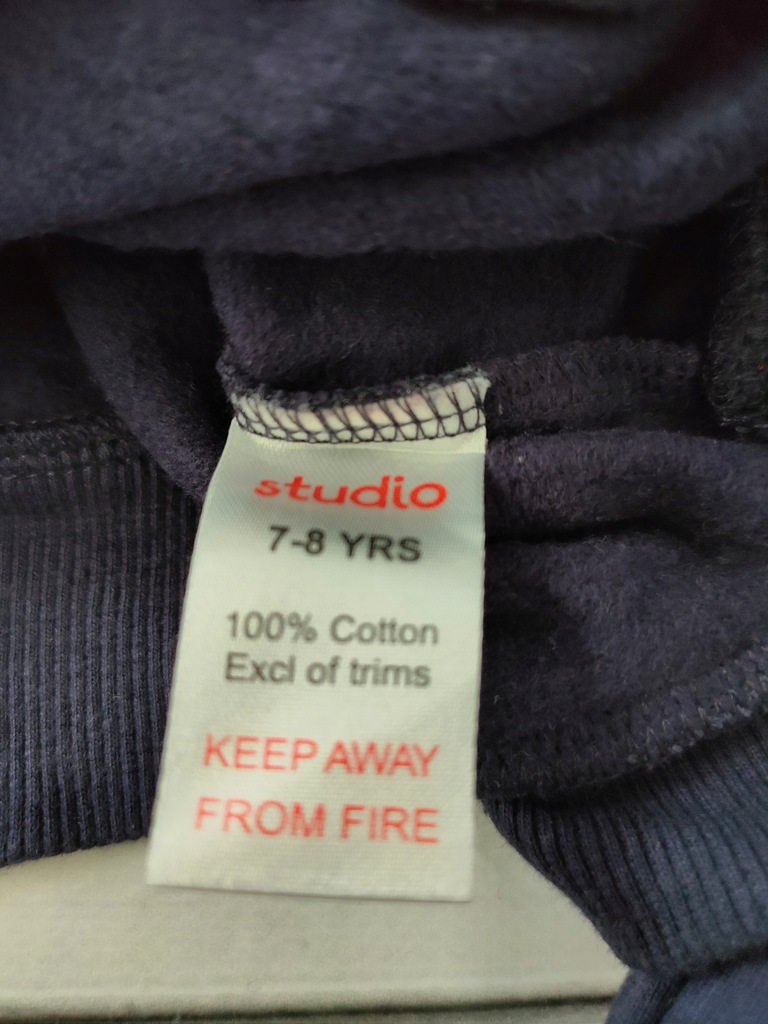 studio
7-8 YRS
100% Cotton
Excl of trims
KEEP AWAY
FROM FIRE